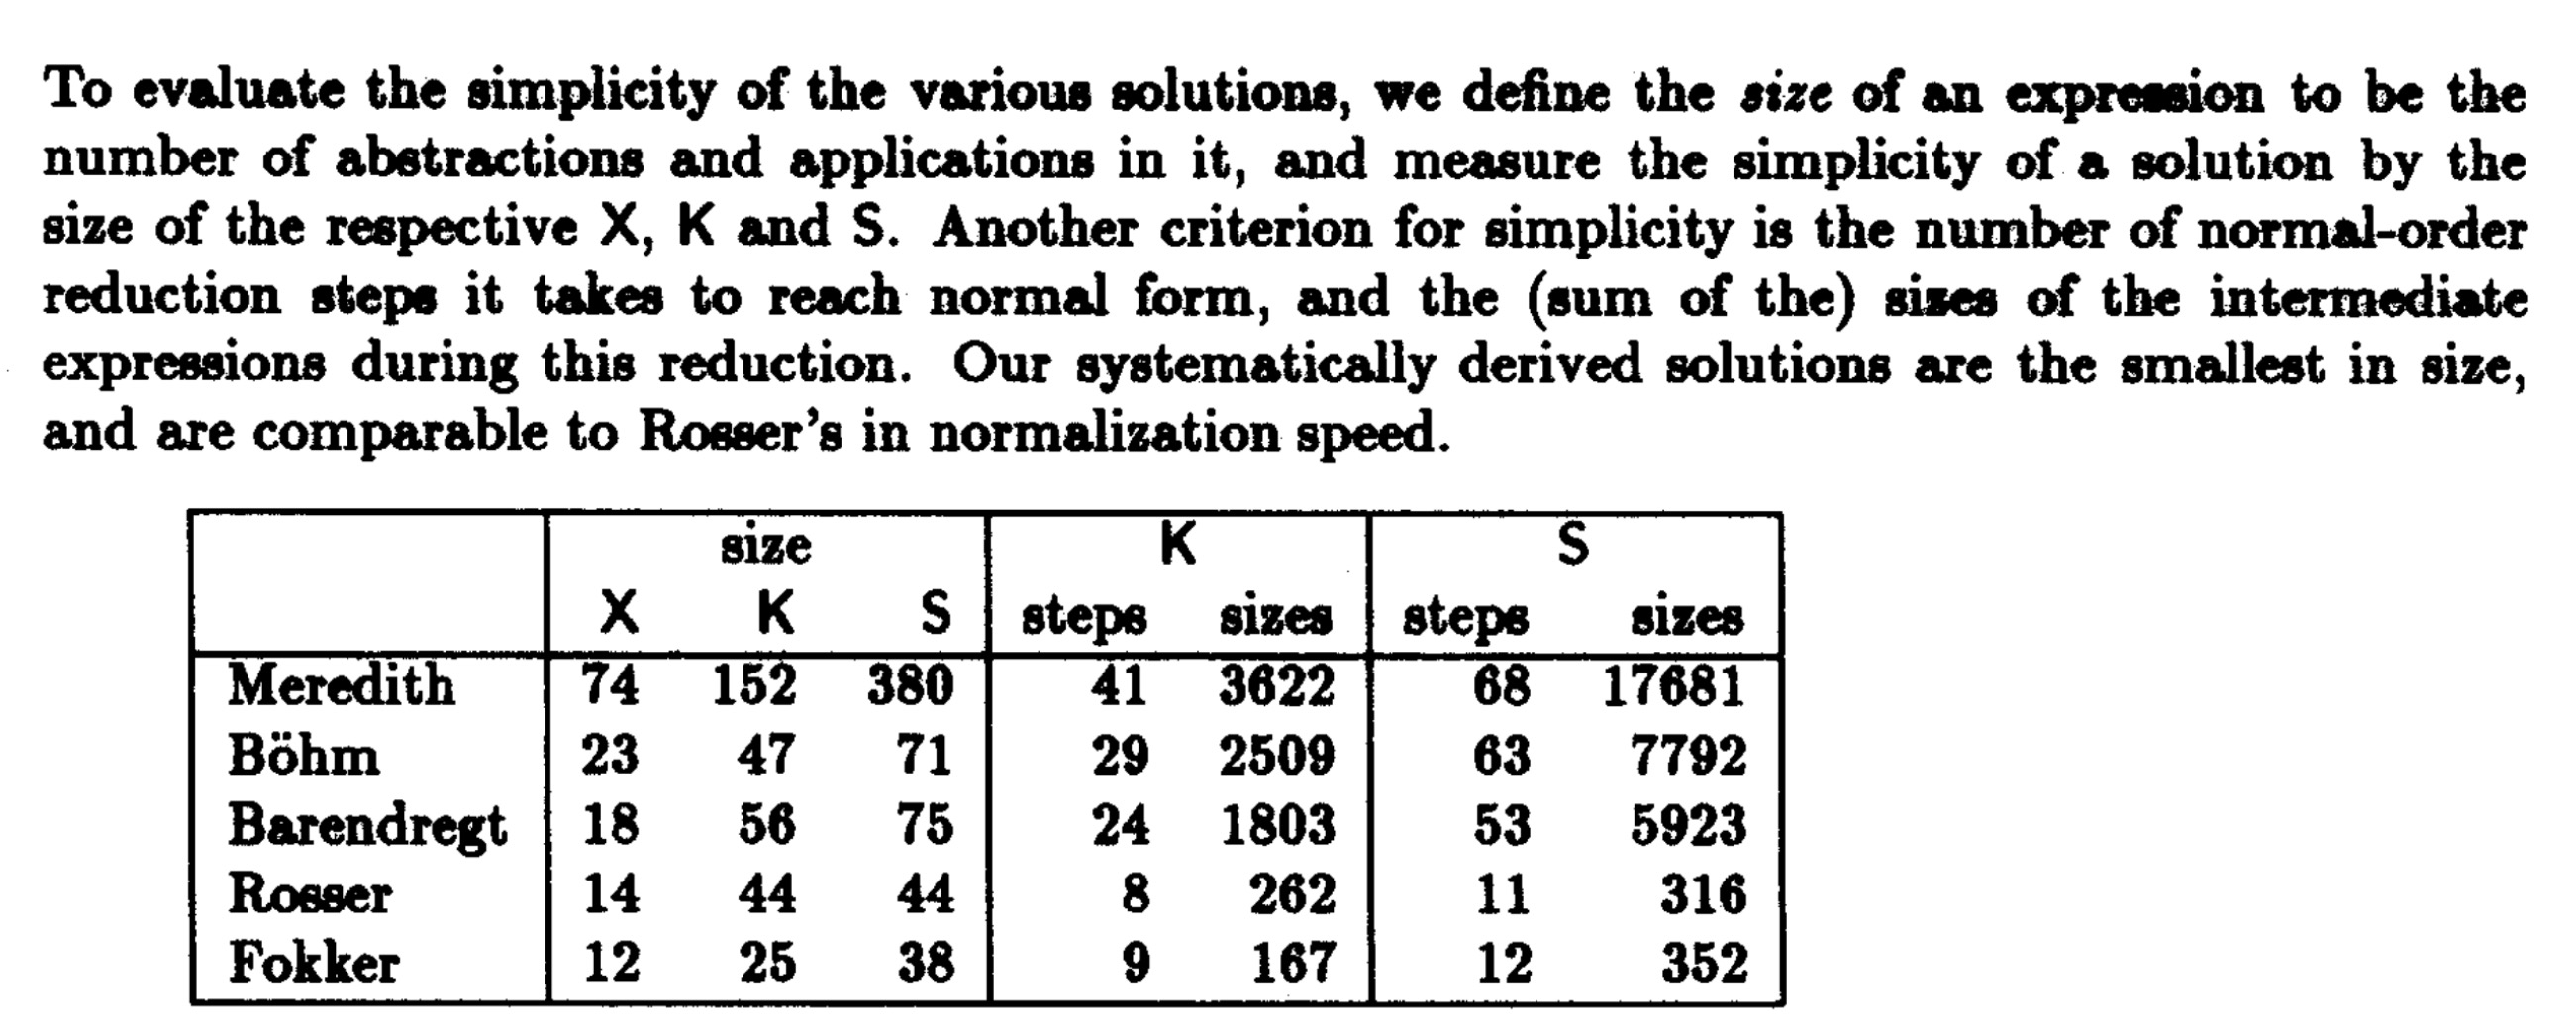 To evaluate the simplicity of the various solutions, we define the size of an expression to be the
number of abstractions and applications in it, and measure the simplicity of a solution by the
size of the respective X, K and S. Another criterion for simplicity is the number of normal-order
reduction steps it takes to reach normal form, and the (sum of the) sizes of the intermediate
expressions during this reduction. Our systematically derived solutions are the smallest in size,
and are comparable to Rosser's in normalization speed.
size K S
X K S steps sizes steps sizes
Meredith 74 152 380 41 3622 68 17681
Böhm 23 47 71 29 2509 63 7792
Barendregt 18 56 75 24 1803 53 5923
Rosser 14 44 44 8 262 11 316
Fokker 12 25 38 9 167 12 352